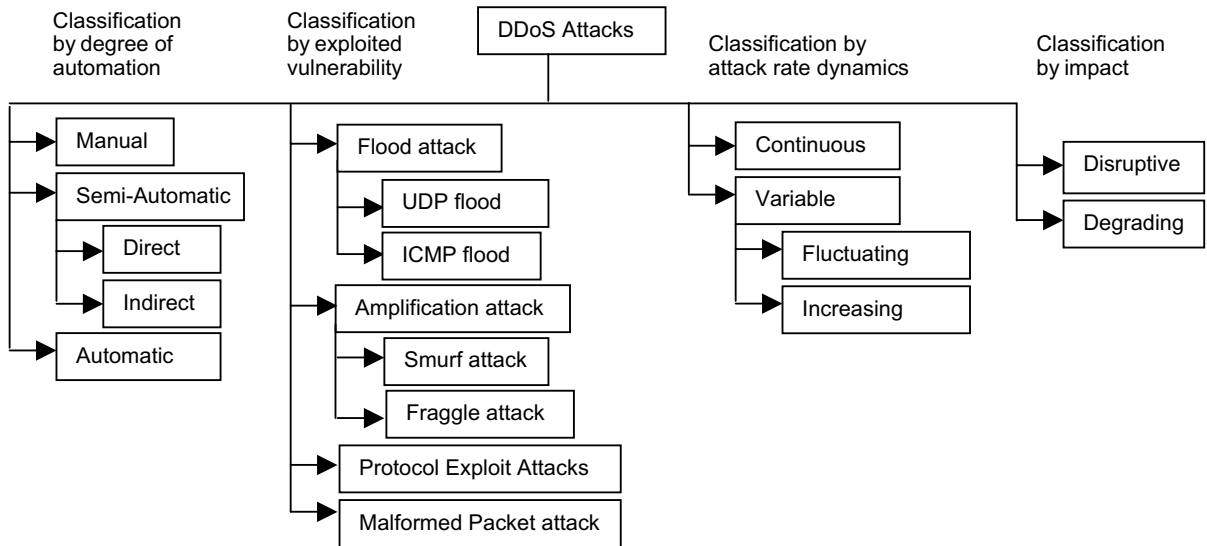 Classification
by degree of
automation
Classification
by exploited
vulnerability
DDoS Attacks
Classification by
attack rate dynamics
Classification
by impact
Manual
Semi-Automatic
Direct
Indirect
Automatic
Flood attack
UDP flood
ICMP flood
Amplification attack
Smurf attack
Fraggle attack
Protocol Exploit Attacks
Malformed Packet attack
Continuous
Variable
Fluctuating
Increasing
Disruptive
Degrading